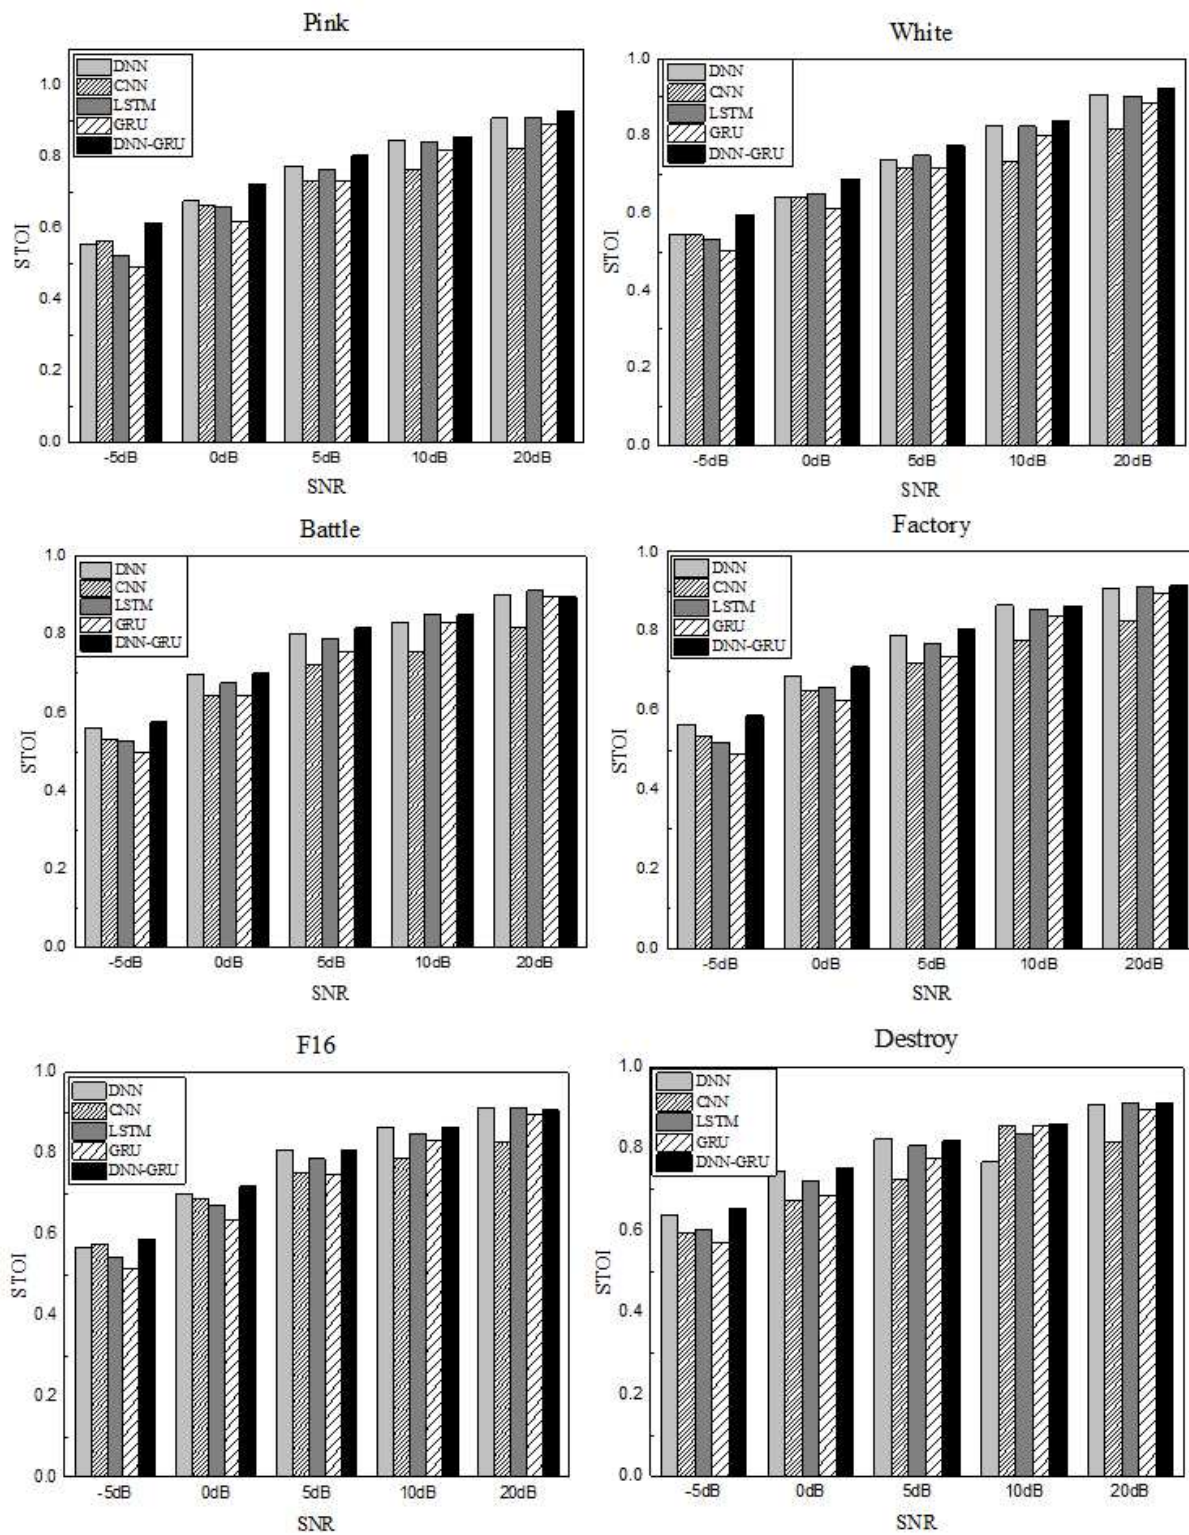 Pink
DNN
CNN
LSTM
GRU
DNN-GRU
1.0
0.8
0.6
0.4
0.2
0.0
STOI
-5dB 0dB 5dB 10dB 20dB
SNR
White
DNN
CNN
LSTM
GRU
DNN-GRU
1.0
0.8
0.6
0.4
0.2
0.0
STOI
-5dB 0dB 5dB 10dB 20dB
SNR
Battle
DNN
CNN
LSTM
GRU
DNN-GRU
1.0
0.8
0.6
0.4
0.2
0.0
STOI
-5dB 0dB 5dB 10dB 20dB
SNR
Factory
DNN
CNN
LSTM
GRU
DNN-GRU
1.0
0.8
0.6
0.4
0.2
0.0
STOI
-5dB 0dB 5dB 10dB 20dB
SNR
F16
DNN
CNN
LSTM
GRU
DNN-GRU
1.0
0.8
0.6
0.4
0.2
0.0
STOI
-5dB 0dB 5dB 10dB 20dB
SNR
Destroy
DNN
CNN
LSTM
GRU
DNN-GRU
1.0
0.8
0.6
0.4
0.2
0.0
STOI
-5dB 0dB 5dB 10dB 20dB
SNR